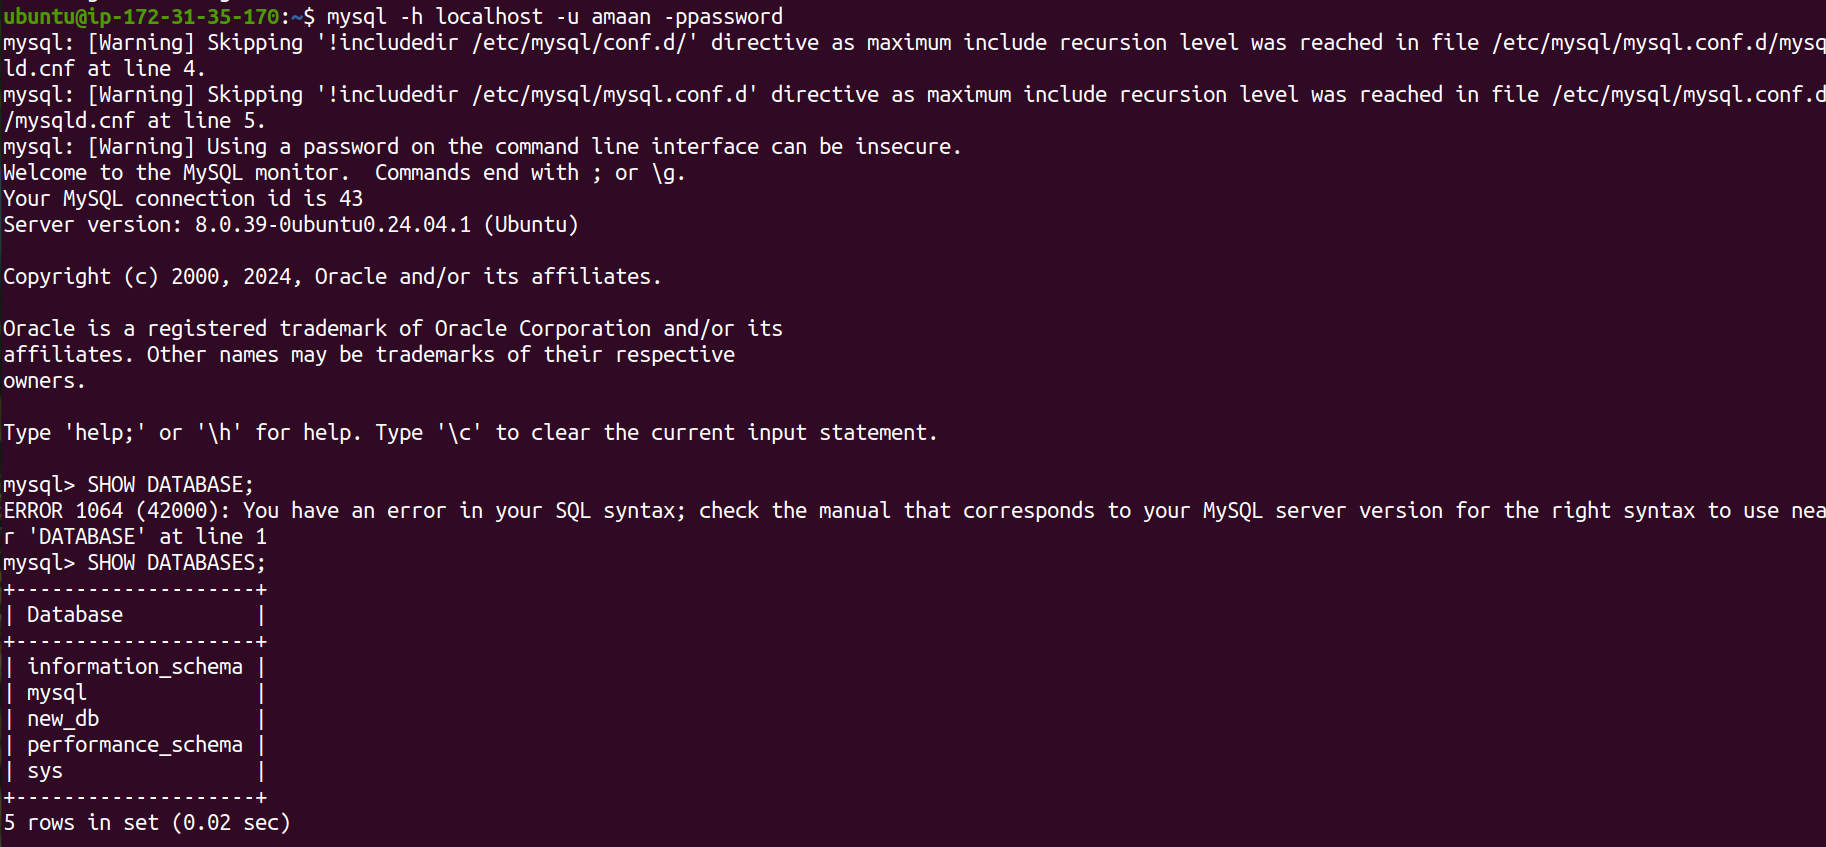 ubuntu@ip-172-31-35-170:~$ mysql -h localhost -u amaan -ppassword
mysql: [Warning] Skipping '!includedir /etc/mysql/conf.d/' directive as maximum include recursion level was reached in file /etc/mysql/mysql.conf.d/mysq
ld.cnf at line 4.
mysql: [Warning] Skipping '!includedir /etc/mysql/mysql.conf.d' directive as maximum include recursion level was reached in file /etc/mysql/mysql.conf.d
/mysqld.cnf at line 5.
mysql: [Warning] Using a password on the command line interface can be insecure.
Welcome to the MySQL monitor.  Commands end with ; or \g.
Your MySQL connection id is 43
Server version: 8.0.39-0ubuntu0.24.04.1 (Ubuntu)

Copyright (c) 2000, 2024, Oracle and/or its affiliates.

Oracle is a registered trademark of Oracle Corporation and/or its
affiliates. Other names may be trademarks of their respective
owners.

Type 'help;' or '\h' for help. Type '\c' to clear the current input statement.

mysql> SHOW DATABASE;
ERROR 1064 (42000): You have an error in your SQL syntax; check the manual that corresponds to your MySQL server version for the right syntax to use nea
r 'DATABASE' at line 1
mysql> SHOW DATABASES;
+--------------------+
| Database           |
+--------------------+
| information_schema |
| mysql              |
| new_db             |
| performance_schema |
| sys                |
+--------------------+
5 rows in set (0.02 sec)